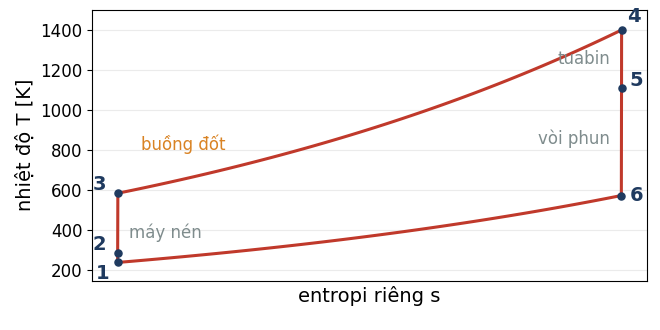 nhiệt độ T [K]
1400
1200
1000
800
600
400
200
4
tuabin
5
buồng đốt
vòi phun
3
6
máy nén
2
1
entropi riêng s